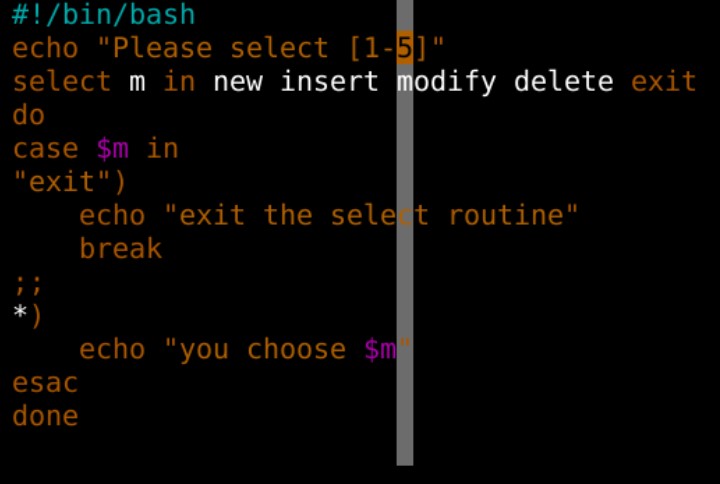 #!/bin/bash
echo "Please select [1-5]"
select m in new insert modify delete exit
do
case $m in
"exit")
    echo "exit the select routine"
    break
;;
*)
    echo "you choose $m"
esac
done